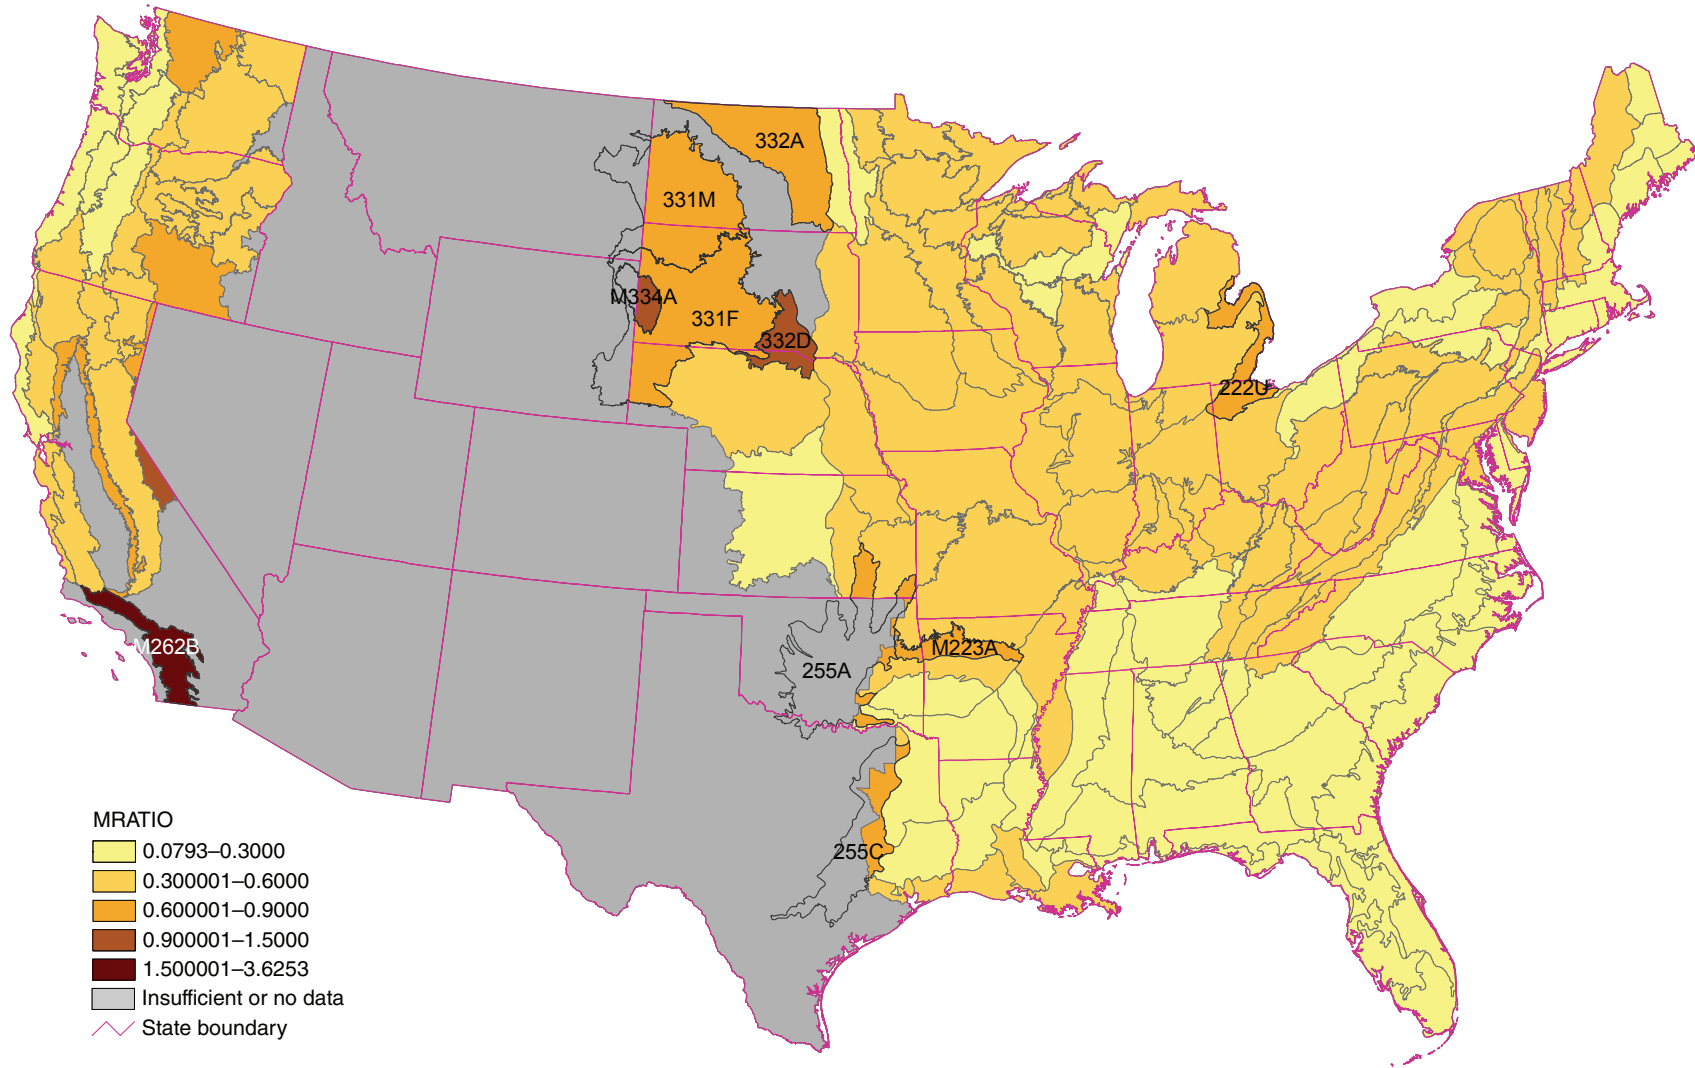 332A
331M
M334A
331F
332D
222U
M262B
M223A
255A
255C
MRATIO
0.0793–0.3000
0.300001–0.6000
0.600001–0.9000
0.900001–1.5000
1.500001–3.6253
Insufficient or no data
State boundary